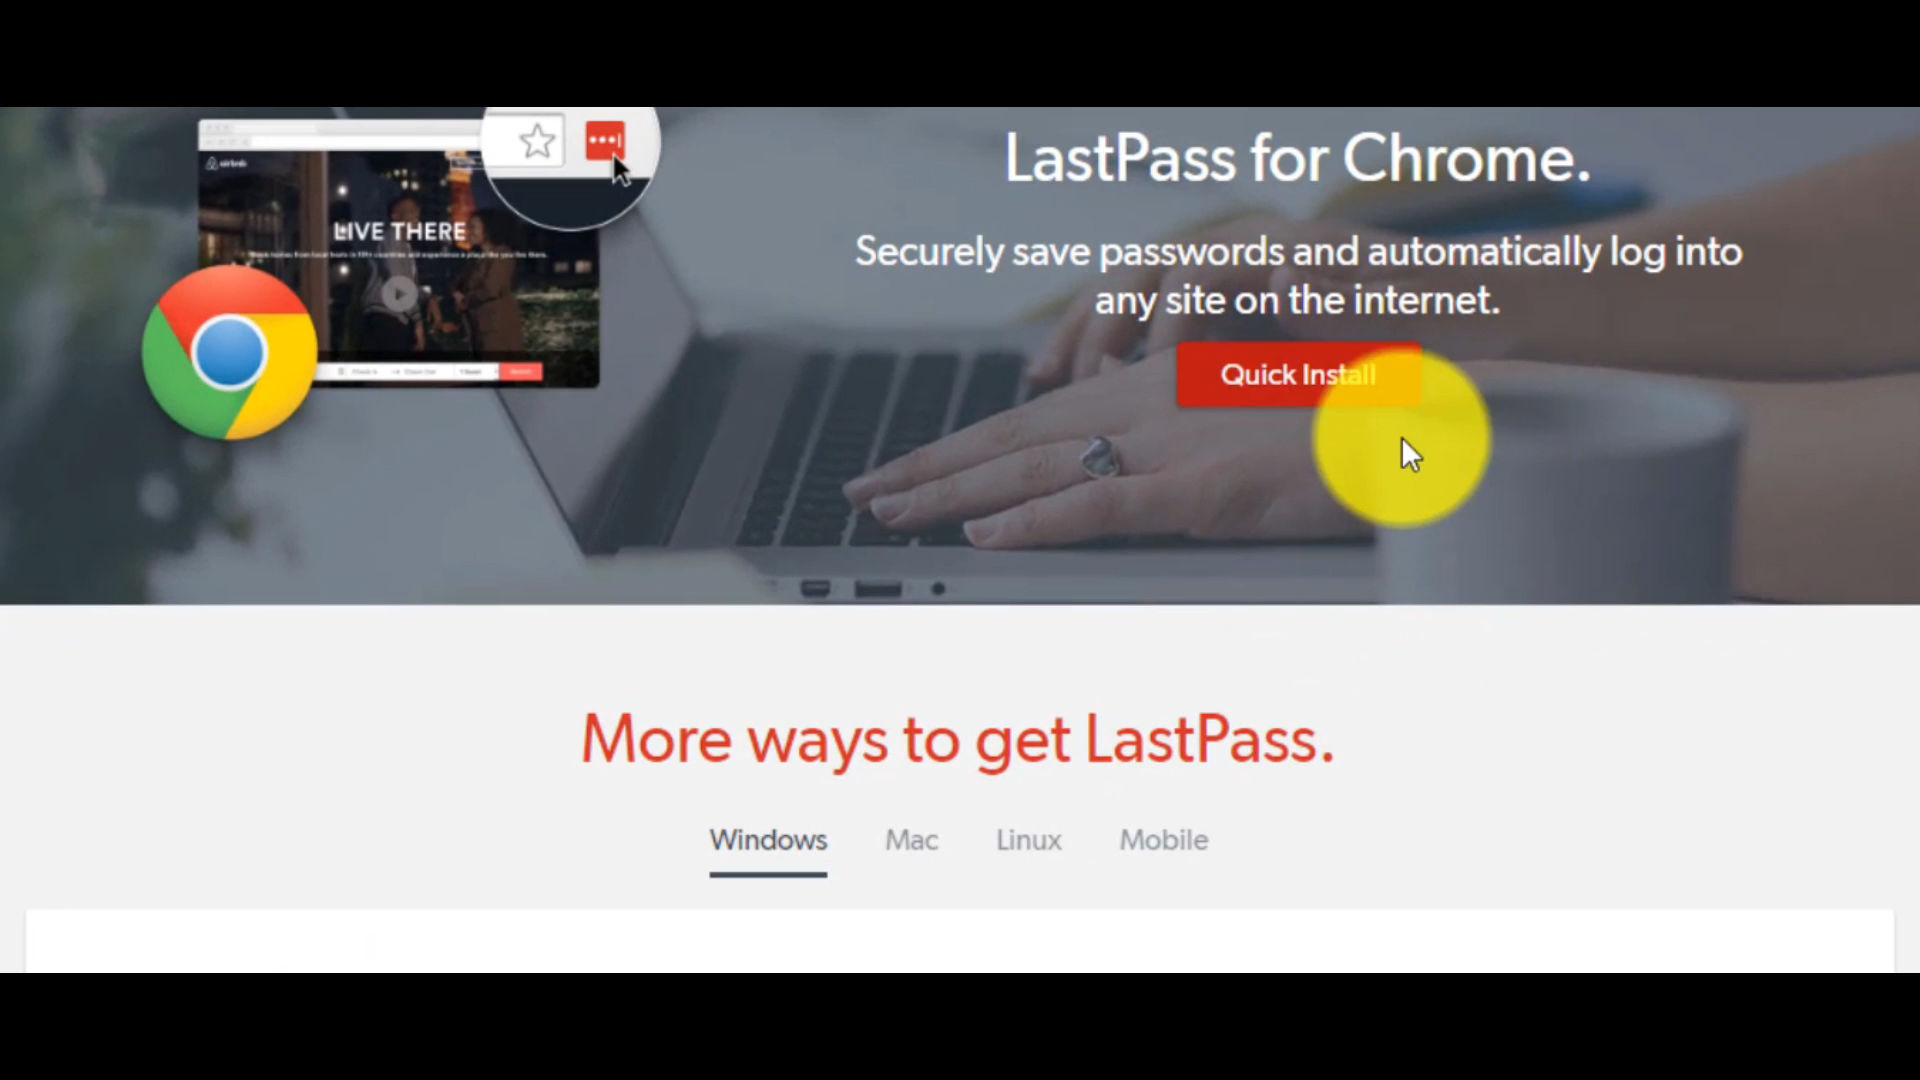 LastPass for Chrome.
airbnb
LIVE THERE
Securely save passwords and automatically log into
any site on the internet.
Quick Install
More ways to get LastPass.
Windows Mac Linux Mobile